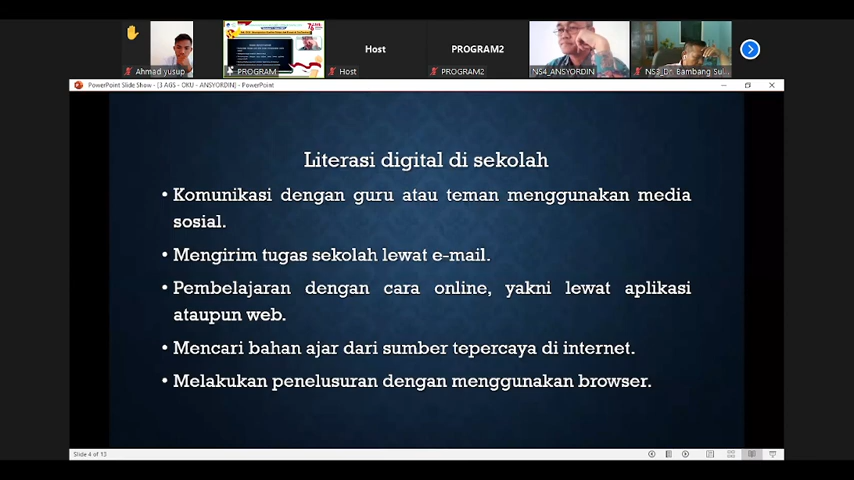 Host
PROGRAM2
Ahmad yusup
PROGRAM
Host
PROGRAM2
NS4_ANSYORDIN
NS3_Dr. Bambang Sul...
PowerPoint Slide Show - [3 AGS - OKU - ANSYORDIN] - PowerPoint
Literasi digital di sekolah
• Komunikasi dengan guru atau teman menggunakan media
sosial.
• Mengirim tugas sekolah lewat e-mail.
• Pembelajaran dengan cara online, yakni lewat aplikasi
ataupun web.
• Mencari bahan ajar dari sumber tepercaya di internet.
• Melakukan penelusuran dengan menggunakan browser.
Slide 4 of 13